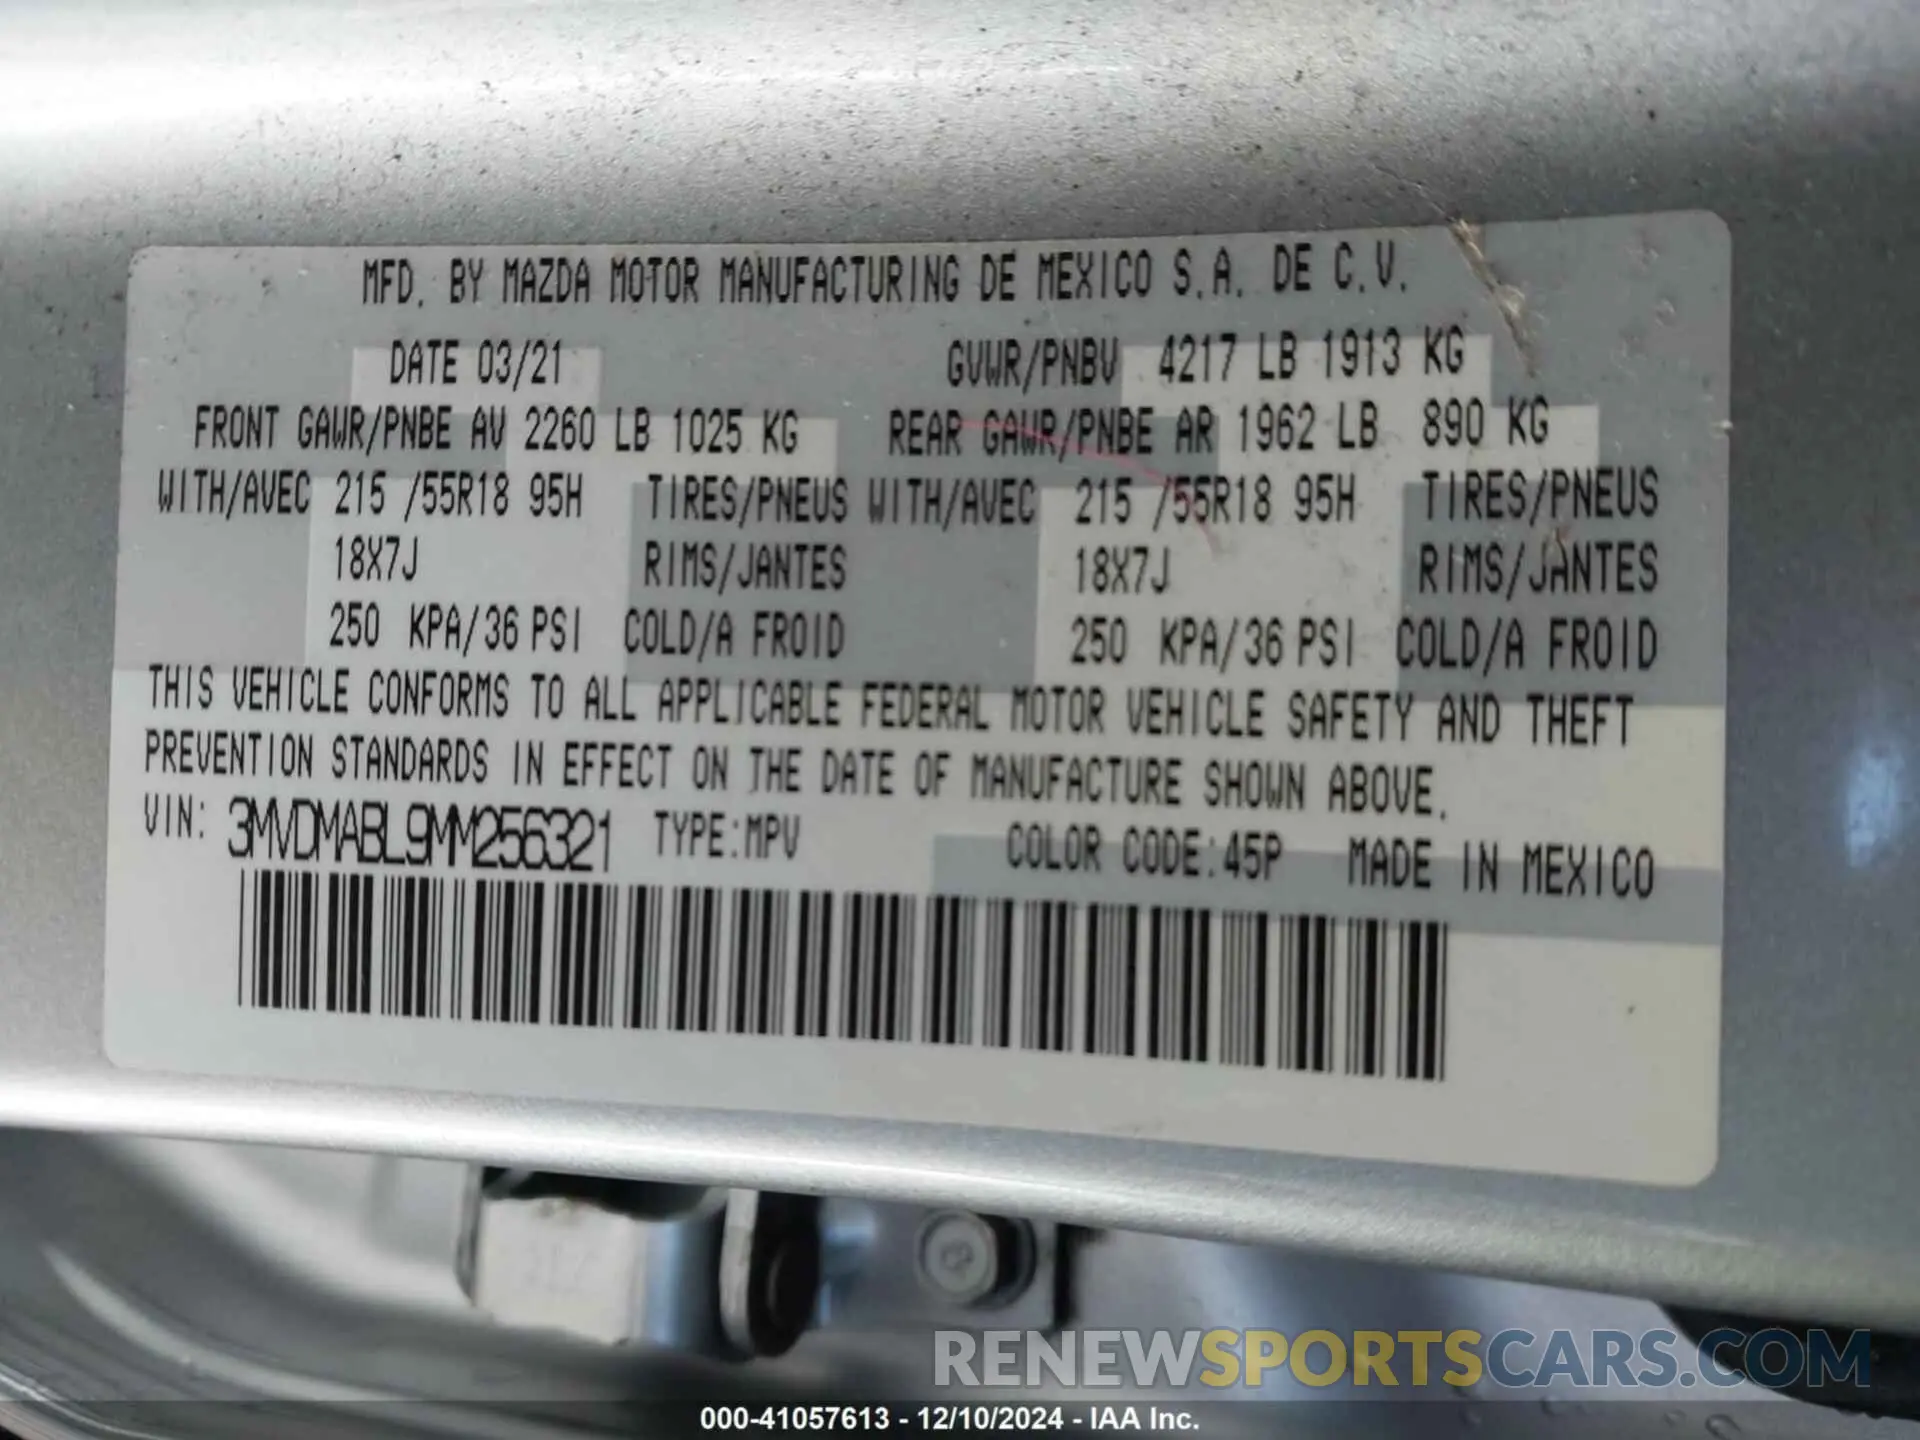 MFD. BY MAZDA MOTOR MANUFACTURING DE MEXICO S.A. DE C.V.
DATE 03/21 GVWR/PNBV 4217 LB 1913 KG
FRONT GAWR/PNBE AV 2260 LB 1025 KG REAR GAWR/PNBE AR 1962 LB 890 KG
WITH/AVEC 215 /55R18 95H TIRES/PNEUS WITH/AVEC 215 /55R18 95H TIRES/PNEUS
18X7J RIMS/JANTES 18X7J RIMS/JANTES
250 KPA/36 PSI COLD/A FROID 250 KPA/36 PSI COLD/A FROID
THIS VEHICLE CONFORMS TO ALL APPLICABLE FEDERAL MOTOR VEHICLE SAFETY AND THEFT
PREVENTION STANDARDS IN EFFECT ON THE DATE OF MANUFACTURE SHOWN ABOVE.
VIN: 3MVDMABL9MM256321 TYPE:MPV COLOR CODE:45P MADE IN MEXICO
RENEWSPORTSCARS.COM
000-41057613 - 12/10/2024 - IAA Inc.